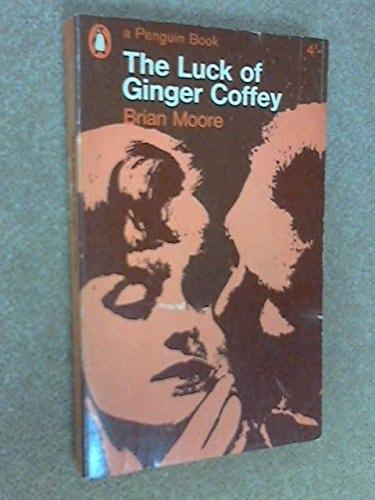 a Penguin Book 4/-
The Luck of
Ginger Coffey
Brian Moore